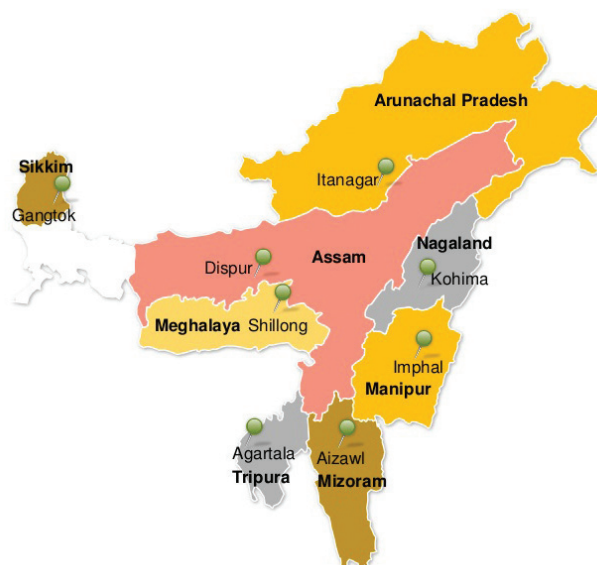 Arunachal Pradesh
Sikkim
Itanagar
Gangtok
Nagaland
Assam
Dispur
Kohima
Meghalaya Shillong
Imphal
Manipur
Agartala
Aizawl
Tripura
Mizoram